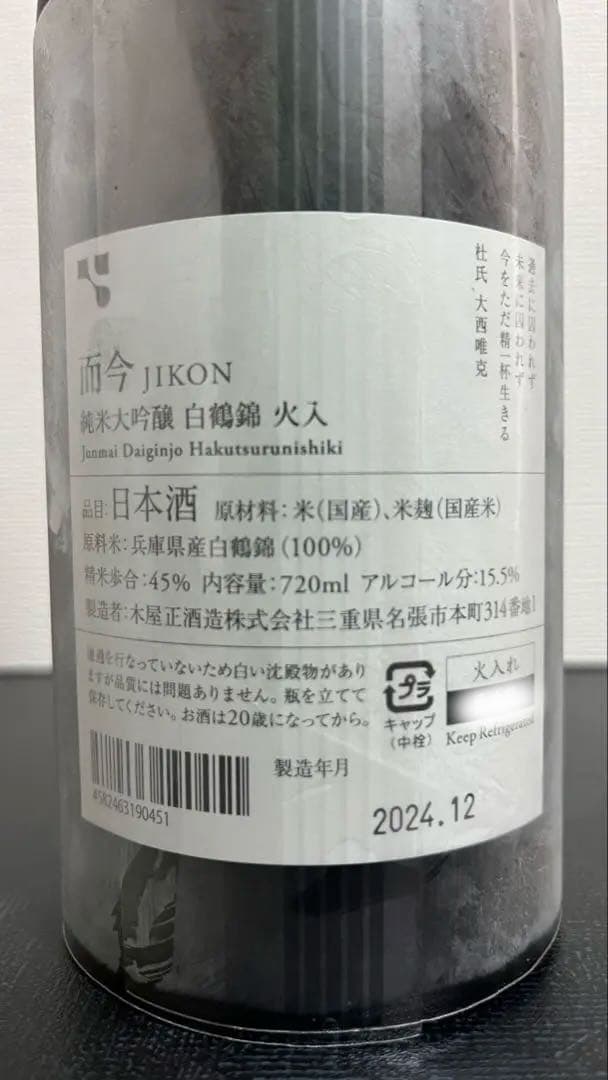 過去に囚われず
未来に囚われず
今をただ精一杯生きる
杜氏 大西唯克
而今 JIKON
純米大吟醸 白鶴錦 火入
Junmai Daiginjo Hakutsurunishiki
品目:日本酒 原材料:米(国産)、米麹(国産米)
原料米:兵庫県産白鶴錦(100%)
精米歩合:45% 内容量:720ml アルコール分:15.5%
製造者:木屋正酒造株式会社三重県名張市本町314番地1
濾過を行なっていないため白い沈殿物があり
ますが品質には問題ありません。瓶を立てて
保存してください。お酒は20歳になってから。
プラ
キャップ
(中栓)
火入れ
Keep Refrigerated
4582463190451
製造年月
2024.12